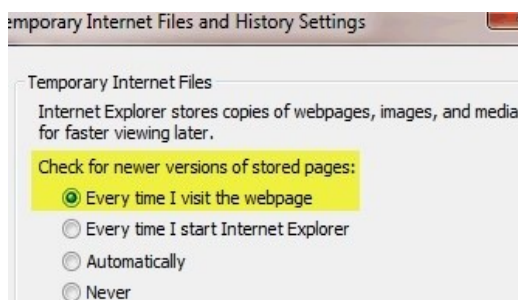 emporary Internet Files and History Settings
Temporary Internet Files
Internet Explorer stores copies of webpages, images, and media
for faster viewing later.
Check for newer versions of stored pages:
Every time I visit the webpage
Every time I start Internet Explorer
Automatically
Never